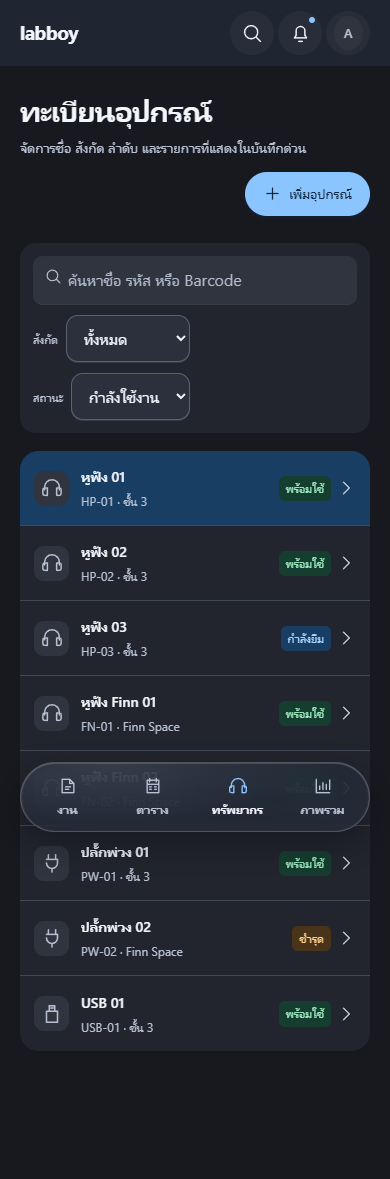 labboy
A
ทะเบียนอุปกรณ์
จัดการชื่อ สังกัด ลำดับ และรายการที่แสดงในบันทึกด่วน
เพิ่มอุปกรณ์
ค้นหาชื่อ รหัส หรือ Barcode
สังกัด ทั้งหมด
สถานะ กำลังใช้งาน
หูฟัง 01
HP-01 · ชั้น 3
พร้อมใช้
หูฟัง 02
HP-02 · ชั้น 3
พร้อมใช้
หูฟัง 03
HP-03 · ชั้น 3
กำลังยืม
หูฟัง Finn 01
FN-01 · Finn Space
พร้อมใช้
หูฟัง Finn 02
งาน ตาราง ทรัพยากร ภาพรวม
ปลั๊กพ่วง 01
PW-01 · ชั้น 3
พร้อมใช้
ปลั๊กพ่วง 02
PW-02 · Finn Space
ชำรุด
USB 01
USB-01 · ชั้น 3
พร้อมใช้